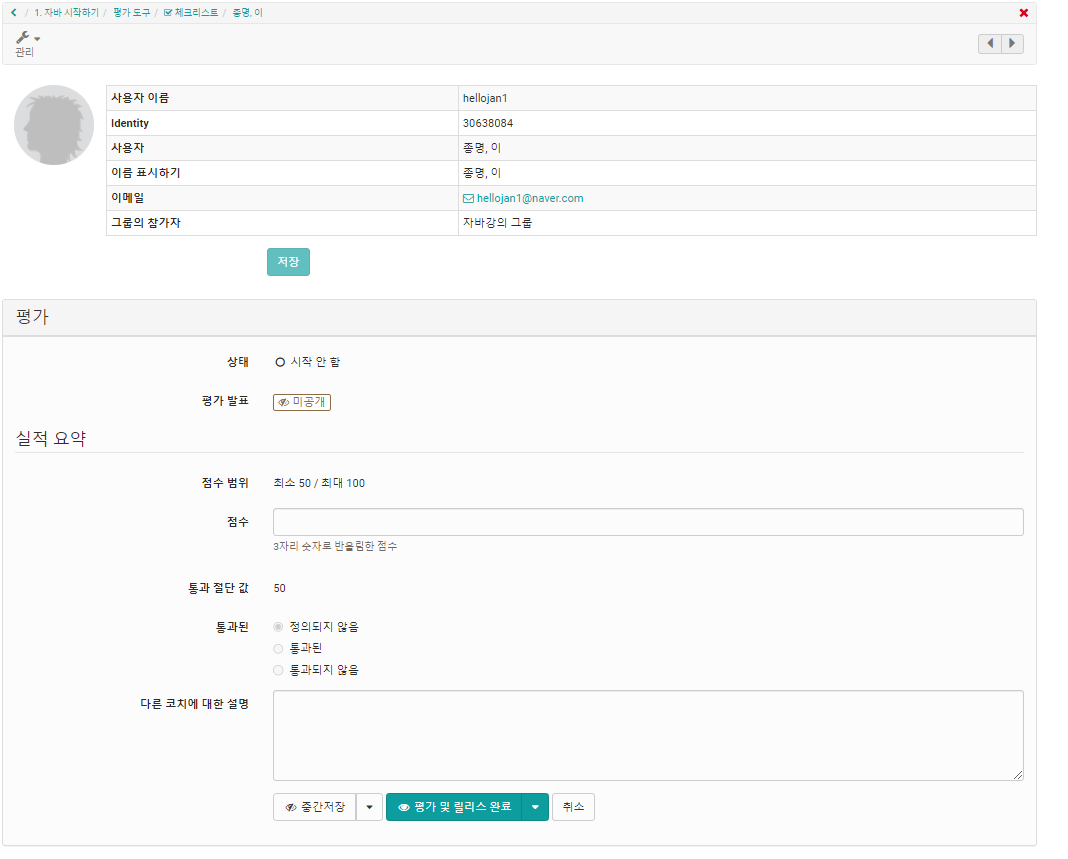 / 1. 자바 시작하기 / 평가 도구 / 체크리스트 / 종명, 이
관리
사용자 이름 hellojan1
Identity 30638084
사용자 종명, 이
이름 표시하기 종명, 이
이메일 hellojan1@naver.com
그룹의 참가자 자바강의 그룹
저장
평가
상태 시작 안 함
평가 발표 미공개
실적 요약
점수 범위 최소 50 / 최대 100
점수
3자리 숫자로 반올림한 점수
통과 절단 값 50
통과된 정의되지 않음
통과된
통과되지 않음
다른 코치에 대한 설명
중간저장 평가 및 릴리스 완료 취소